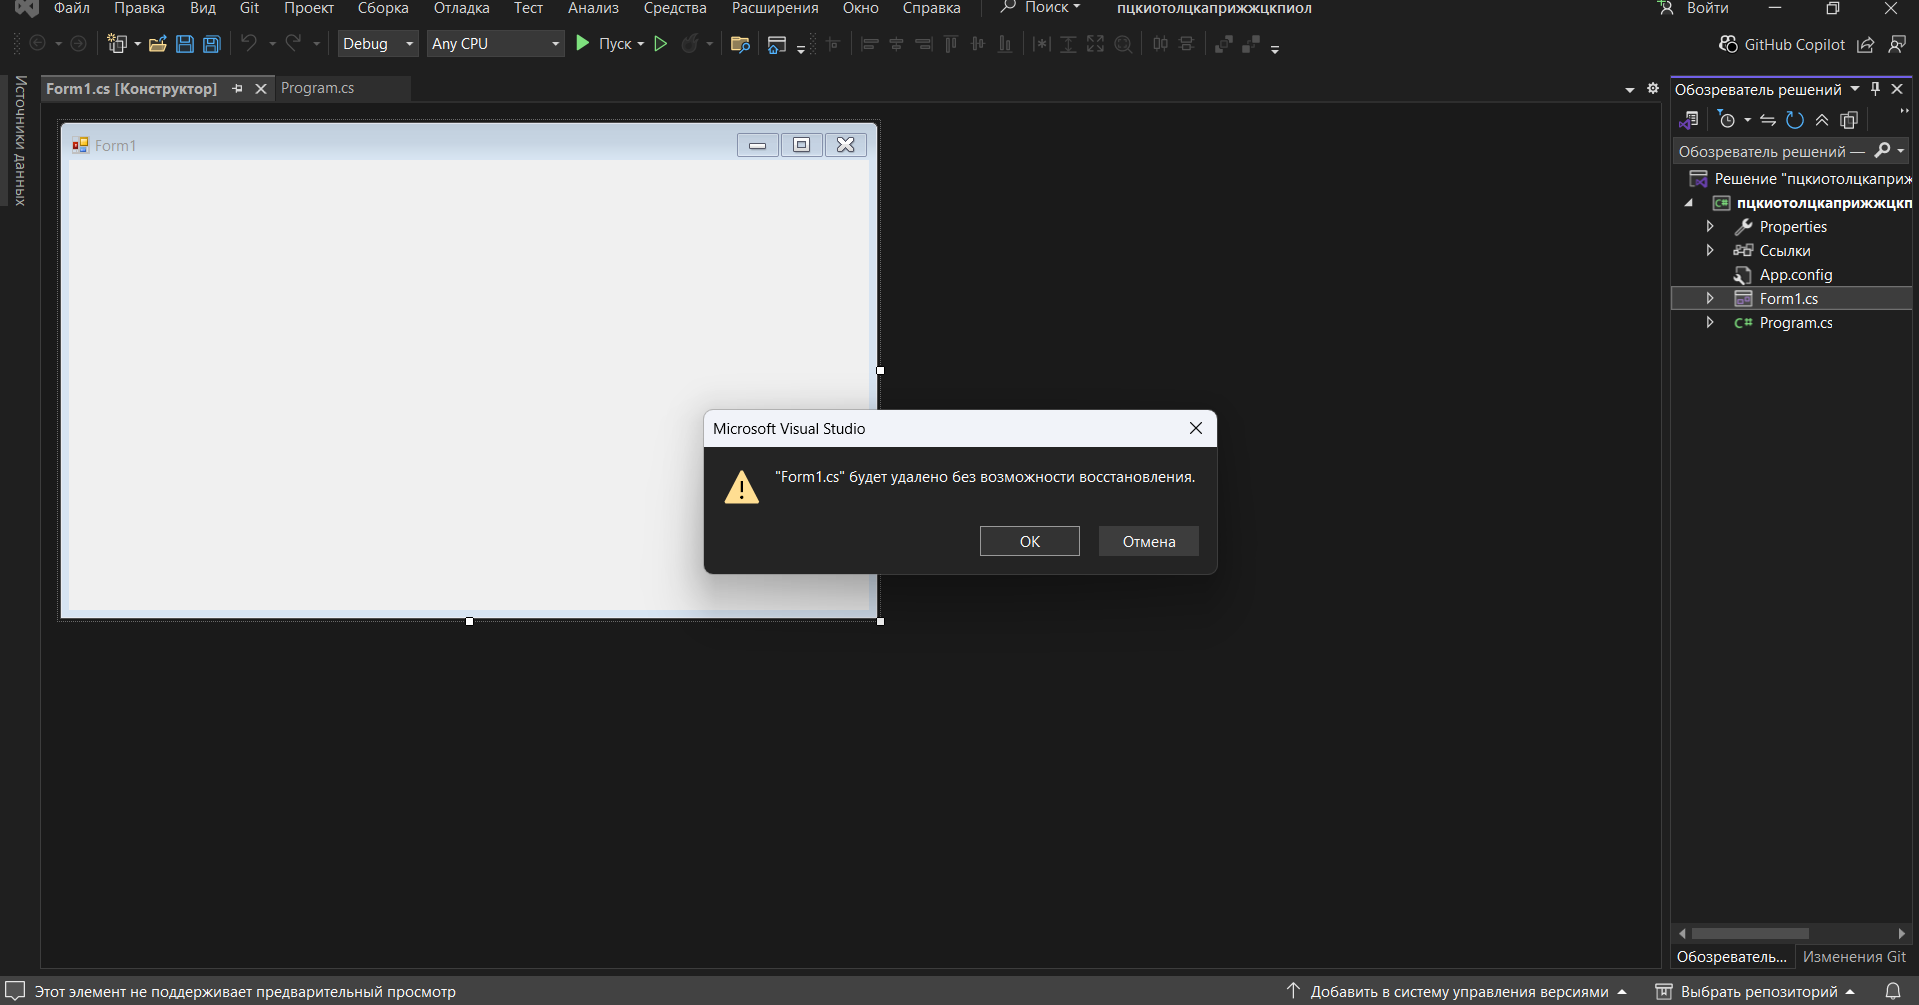 Файл Правка Вид Git Проект Сборка Отладка Тест Анализ Средства Расширения Окно Справка Поиск пцкиотолцкаприжжцкпиол Войти
Debug Any CPU Пуск GitHub Copilot
Источники данных
Form1.cs [Конструктор] Program.cs
Form1
Обозреватель решений
Обозреватель решений —
Решение "пцкиотолцкаприж
C# пцкиотолцкаприжжцкп
Properties
Ссылки
App.config
Form1.cs
C# Program.cs
Microsoft Visual Studio
"Form1.cs" будет удалено без возможности восстановления.
ОК Отмена
Обозреватель... Изменения Git
Этот элемент не поддерживает предварительный просмотр Добавить в систему управления версиями Выбрать репозиторий